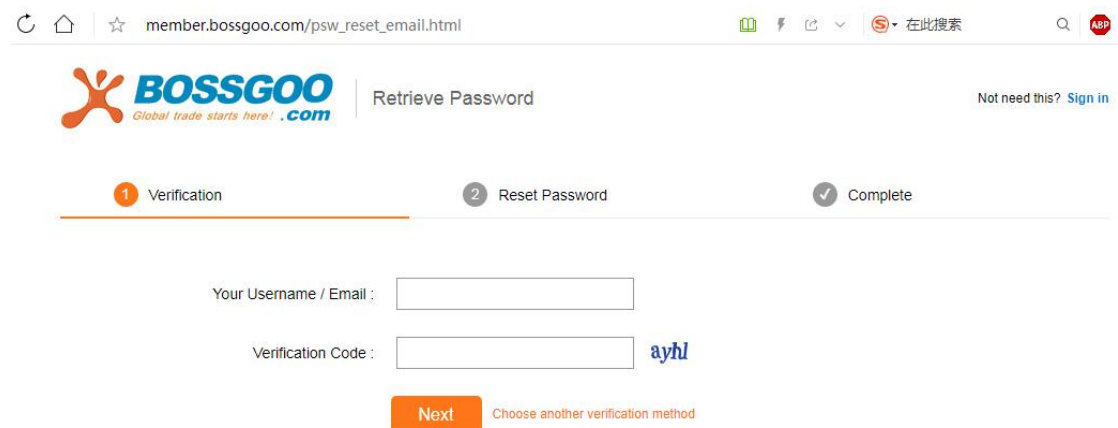 member.bossgoo.com/psw_reset_email.html 在此搜索 ABP
BOSSGOO
Global trade starts here! .com
Retrieve Password
Not need this? Sign in
1 Verification 2 Reset Password Complete
Your Username / Email :
Verification Code : ayhl
Next Choose another verification method